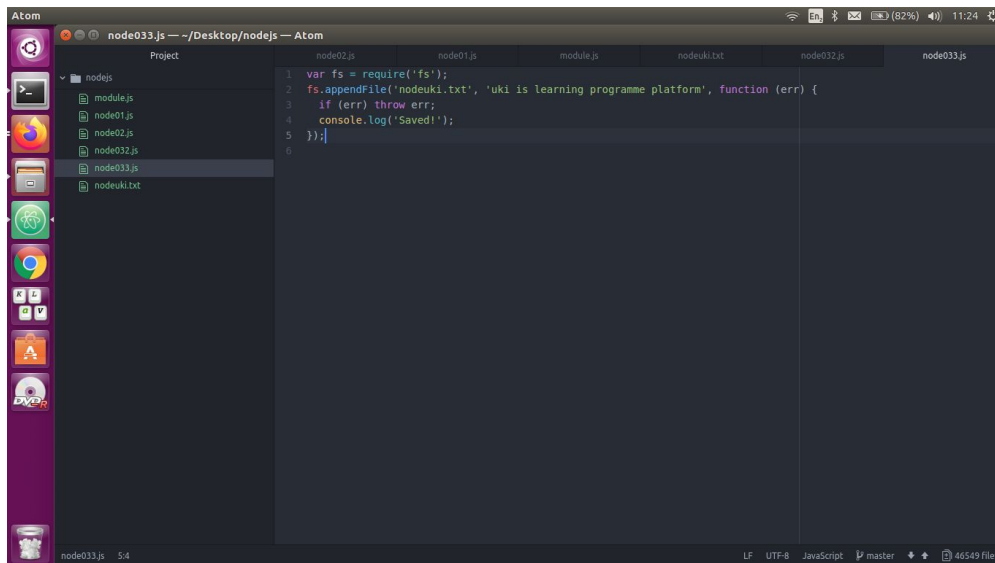 Atom
En2 (82%) 11:24
node033.js — ~/Desktop/nodejs — Atom
Project
node02.js node01.js module.js nodeuki.txt node032.js node033.js
nodejs
module.js
node01.js
node02.js
node032.js
node033.js
nodeuki.txt
1 var fs = require('fs');
2 fs.appendFile('nodeuki.txt', 'uki is learning programme platform', function (err) {
3 if (err) throw err;
4 console.log('Saved!');
5 });
6
>_
K L
α V
A
DVD-R
node033.js 5:4
LF UTF-8 JavaScript master 46549 file